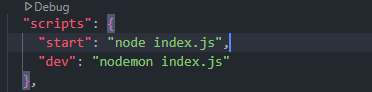 Debug
"scripts": {
"start": "node index.js",
"dev": "nodemon index.js"
},